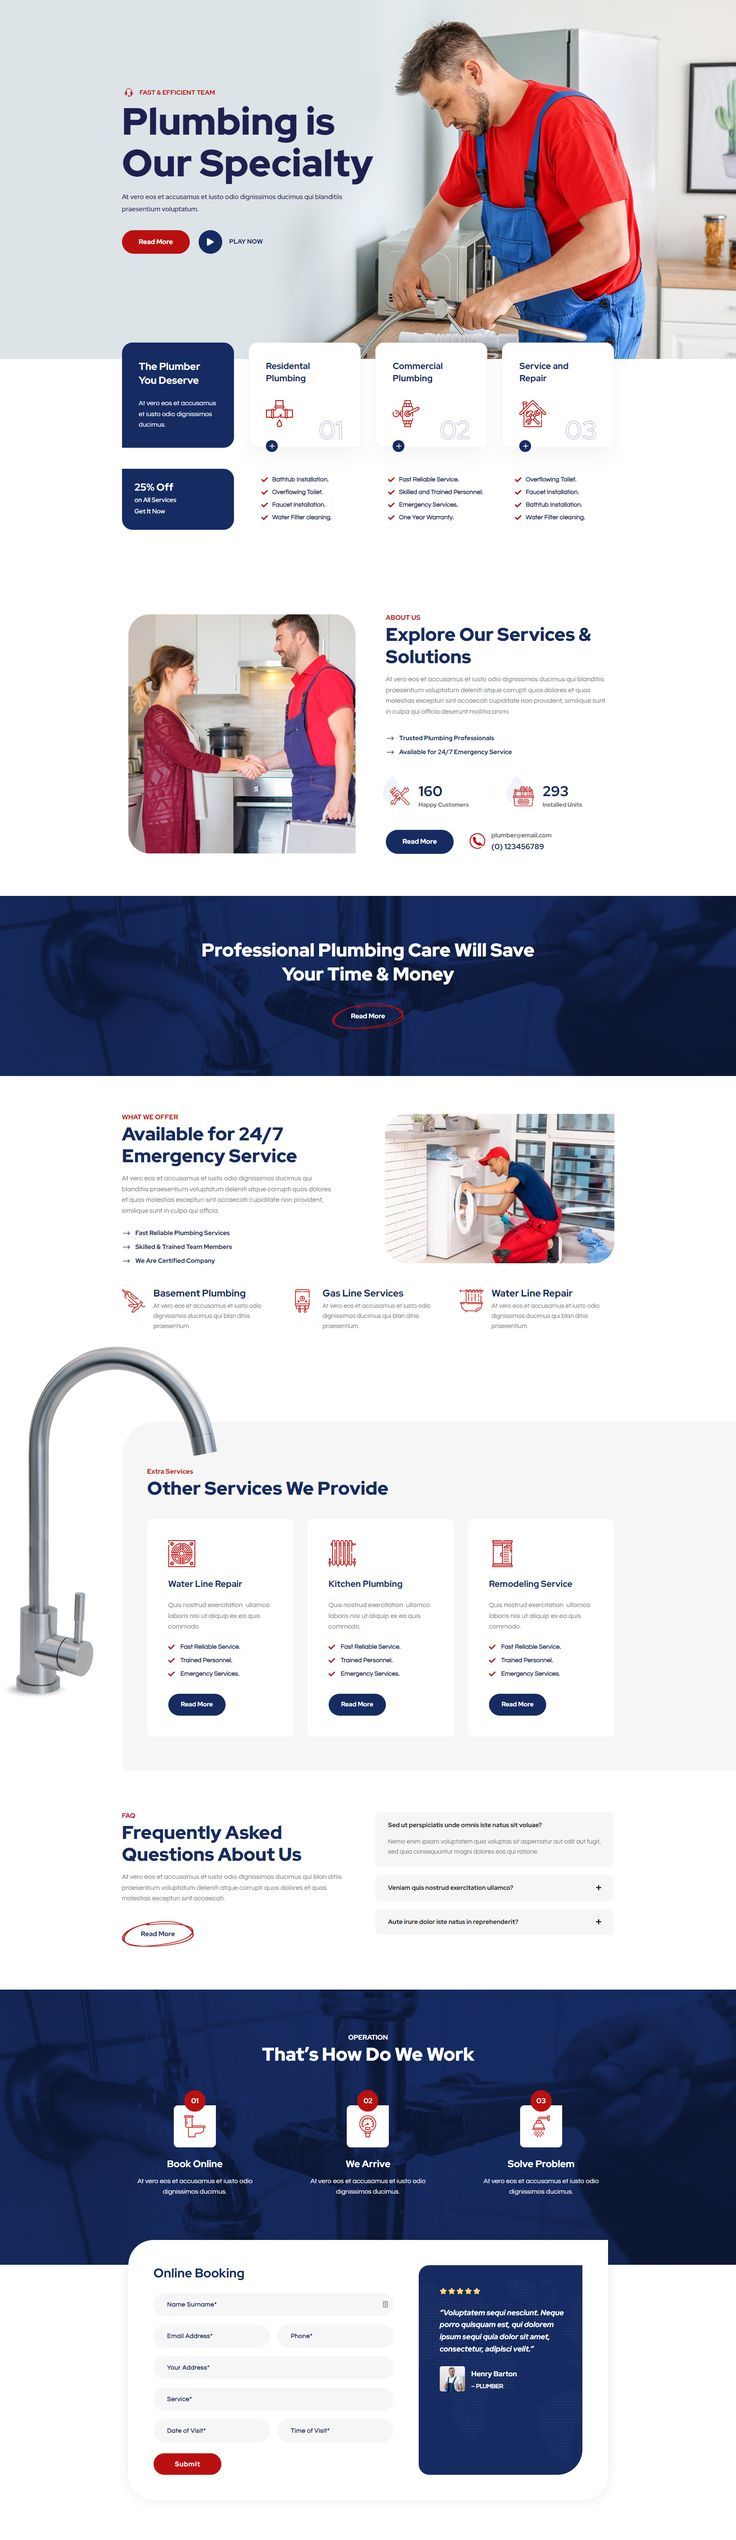 FAST & EFFICIENT TEAM
Plumbing is
Our Specialty
At vero eos et accusamus et iusto odio dignissimos ducimus qui blanditiis
praesentium voluptatum.
Read More
PLAY NOW
The Plumber
You Deserve
At vero eos et accusamus
et iusto odio dignissimos
ducimus.
Residential
Plumbing
01
Commercial
Plumbing
02
Service and
Repair
03
25% Off
on All Services
Get It Now
Bathtub Installation.
Overflowing Toilet.
Faucet Installation.
Water Filter cleaning.
Fast Reliable Service.
Skilled and Trained Personnel.
Emergency Services.
One Year Warranty.
Overflowing Toilet.
Faucet Installation.
Bathtub Installation.
Water Filter cleaning.
ABOUT US
Explore Our Services &
Solutions
At vero eos et accusamus et iusto odio dignissimos ducimus qui blanditiis
praesentium voluptatum deleniti atque corrupti quos dolores et quas
molestias excepturi sint occaecati cupiditate non provident, similique sunt
in culpa qui officia deserunt mollitia animi.
Trusted Plumbing Professionals
Available for 24/7 Emergency Service
160
Happy Customers
293
Installed Units
Read More
plumber@email.com
(0) 123456789
Professional Plumbing Care Will Save
Your Time & Money
Read More
WHAT WE OFFER
Available for 24/7
Emergency Service
At vero eos et accusamus et iusto odio dignissimos ducimus qui
blanditiis praesentium voluptatum deleniti atque corrupti quos dolores
et quas molestias excepturi sint occaecati cupiditate non provident,
similique sunt in culpa qui officia.
Fast Reliable Plumbing Services
Skilled & Trained Team Members
We Are Certified Company
Basement Plumbing
At vero eos et accusamus et iusto odio
dignissimos ducimus qui blan ditiis
praesentium.
Gas Line Services
At vero eos et accusamus et iusto odio
dignissimos ducimus qui blan ditiis
praesentium.
Water Line Repair
At vero eos et accusamus et iusto odio
dignissimos ducimus qui blan ditiis
praesentium.
Extra Services
Other Services We Provide
Water Line Repair
Quis nostrud exercitation ullamco
laboris nisi ut aliquip ex ea quis
commodo.
Fast Reliable Service.
Trained Personnel.
Emergency Services.
Read More
Kitchen Plumbing
Quis nostrud exercitation ullamco
laboris nisi ut aliquip ex ea quis
commodo.
Fast Reliable Service.
Trained Personnel.
Emergency Services.
Read More
Remodeling Service
Quis nostrud exercitation ullamco
laboris nisi ut aliquip ex ea quis
commodo.
Fast Reliable Service.
Trained Personnel.
Emergency Services.
Read More
FAQ
Frequently Asked
Questions About Us
At vero eos et accusamus et iusto odio dignissimos ducimus qui blanditiis
praesentium voluptatum deleniti atque corrupti quos dolores et quas
molestias excepturi sint occaecati.
Read More
Sed ut perspiciatis unde omnis iste natus sit voluae?
Nemo enim ipsam voluptatem quia voluptas sit aspernatur aut odit aut fugit,
sed quia consequuntur magni dolores eos qui ratione.
Veniam quis nostrud exercitation ullamco?
Aute irure dolor iste natus in reprehenderit?
OPERATION
That's How Do We Work
01
Book Online
At vero eos et accusamus et iusto odio
dignissimos ducimus.
02
We Arrive
At vero eos et accusamus et iusto odio
dignissimos ducimus.
03
Solve Problem
At vero eos et accusamus et iusto odio
dignissimos ducimus.
Online Booking
Name Surname*
Email Address*
Phone*
Your Address*
Service*
Date of Visit*
Time of Visit*
Submit
"Voluptatem sequi nesciunt. Neque
porro quisquam est, qui dolorem
ipsum sequi quia dolor sit amet,
consectetur, adipisci velit."
Henry Barton
– PLUMBER